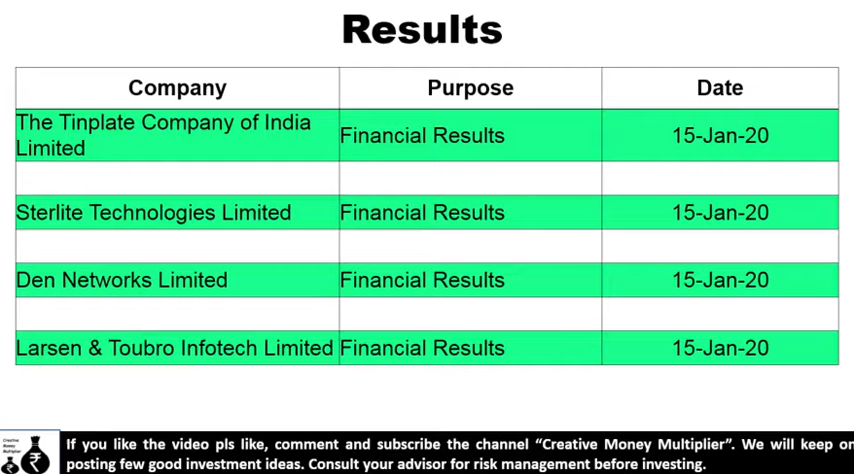 Results
Company Purpose Date
The Tinplate Company of India
Limited Financial Results 15-Jan-20
Sterlite Technologies Limited Financial Results 15-Jan-20
Den Networks Limited Financial Results 15-Jan-20
Larsen & Toubro Infotech Limited Financial Results 15-Jan-20
Creative
Money
Multiplier
If you like the video pls like, comment and subscribe the channel “Creative Money Multiplier”. We will keep on
posting few good investment ideas. Consult your advisor for risk management before investing.